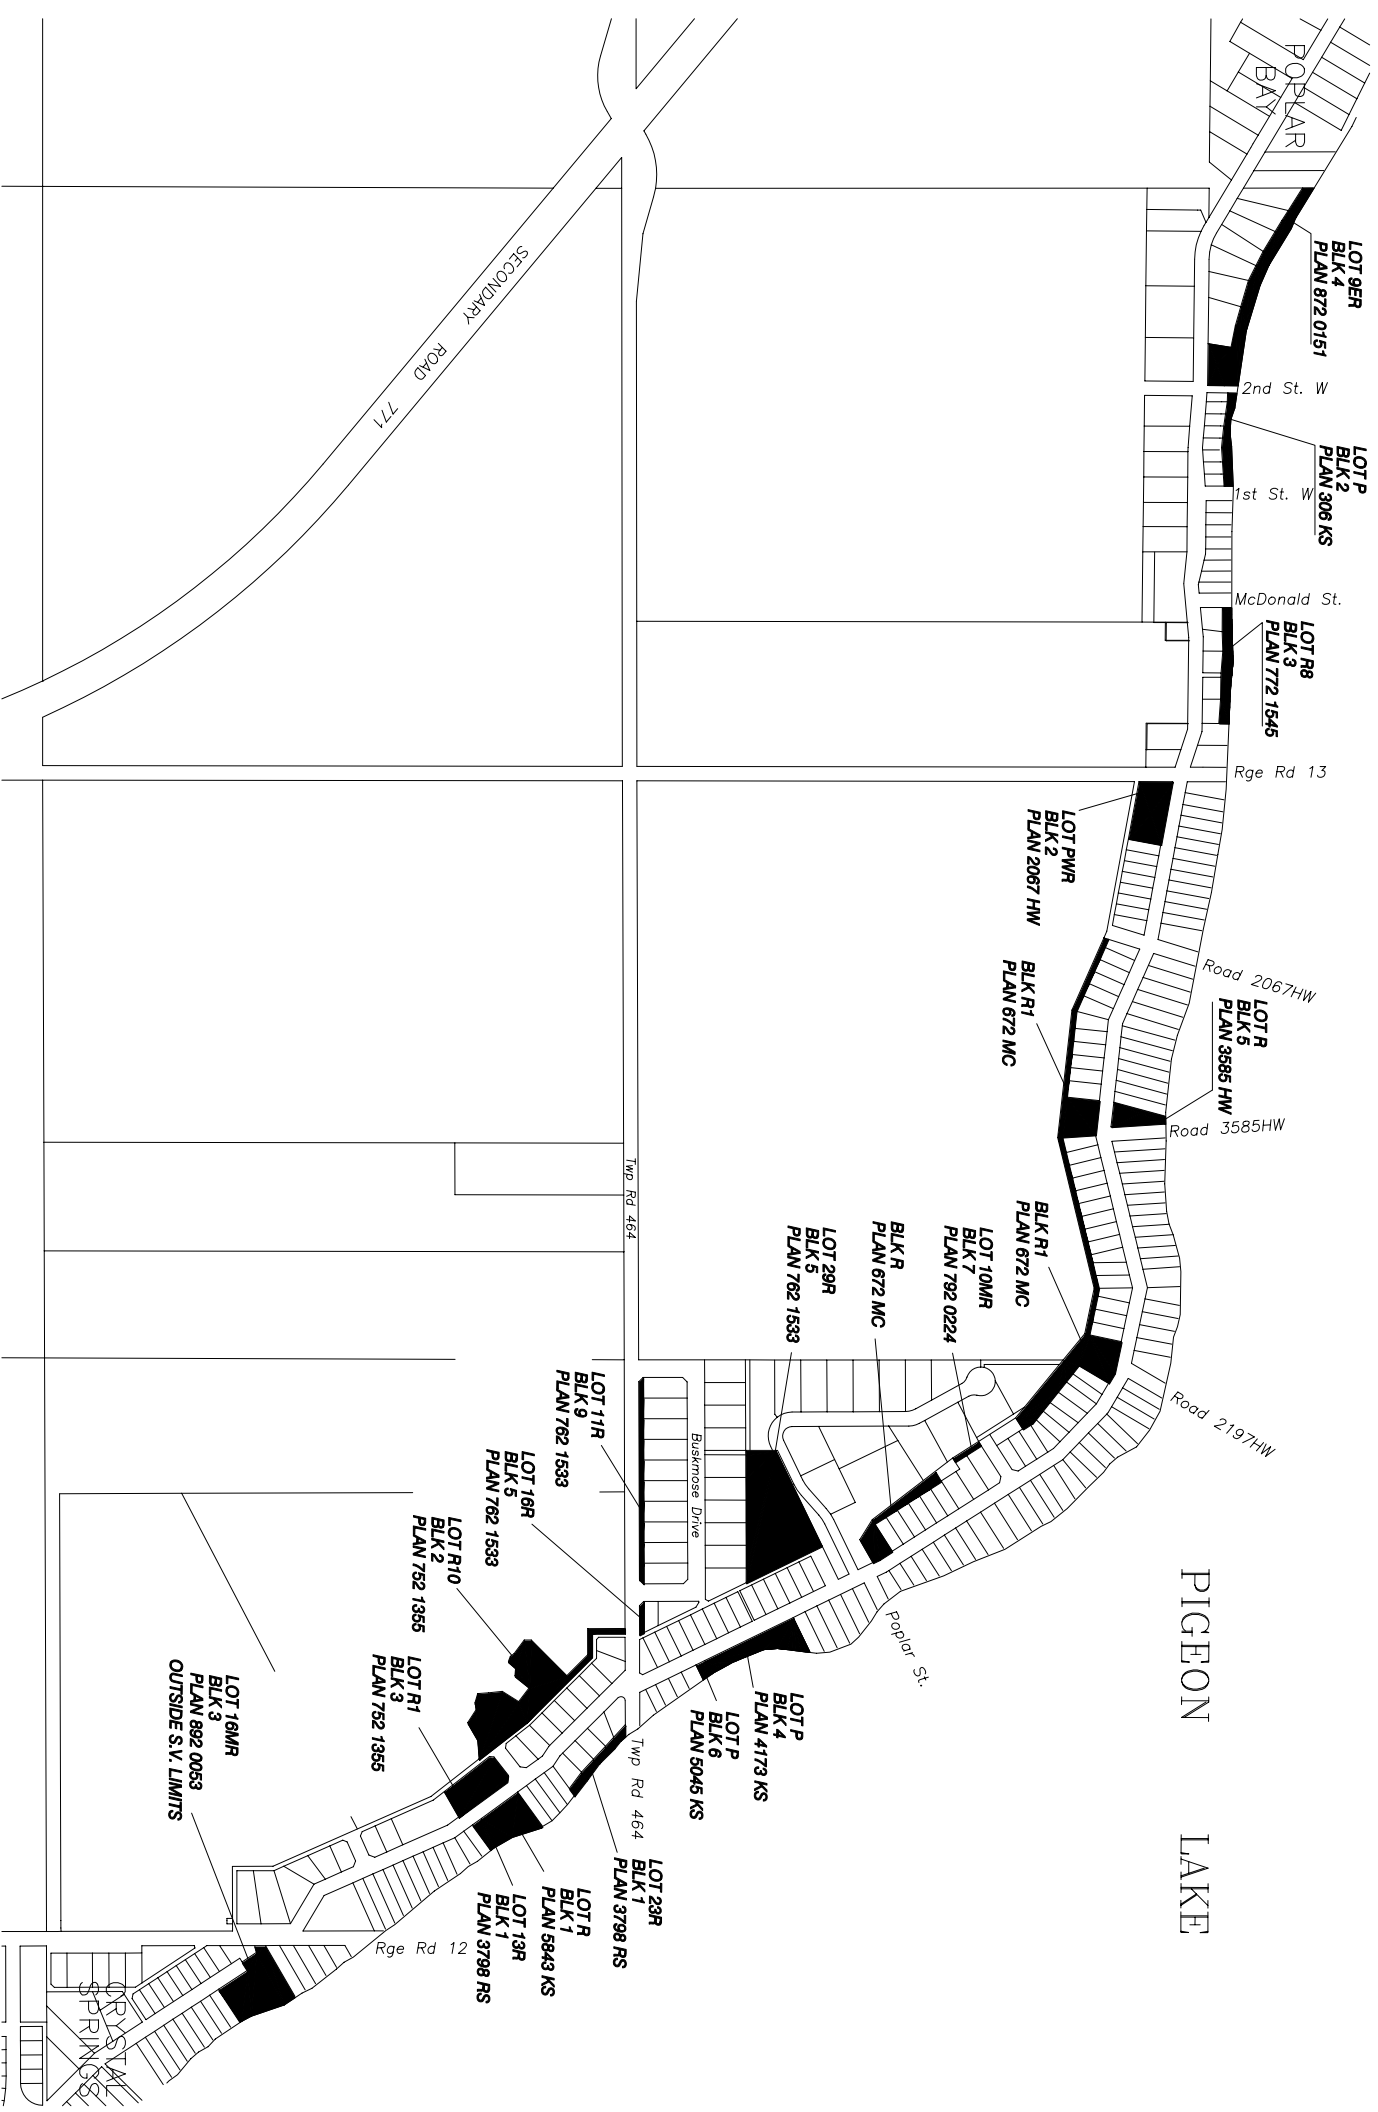 POPLAR
BAY
LOT 9ER
BLK 4
PLAN 872 0151
2nd St. W
LOT P
BLK 2
PLAN 306 KS
1st St. W
McDonald St.
LOT R8
BLK 3
PLAN 772 1545
Rge Rd 13
SECONDARY ROAD 771
LOT PWR
BLK 2
PLAN 2067 HW
Road 2067HW
BLK R1
PLAN 672 MC
LOT R
BLK 5
PLAN 3585 HW
Road 3585HW
BLK R1
PLAN 672 MC
LOT 10MR
BLK 7
PLAN 792 0224
BLK R
PLAN 672 MC
LOT 29R
BLK 5
PLAN 762 1533
Twp Rd 464
Road 2197HW
LOT 11R
BLK 9
PLAN 762 1533
Buskmose Drive
LOT 16R
BLK 5
PLAN 762 1533
LOT R10
BLK 2
PLAN 752 1355
PIGEON LAKE
Poplar St.
LOT P
BLK 4
PLAN 4173 KS
LOT P
BLK 6
PLAN 5045 KS
LOT R1
BLK 3
PLAN 752 1355
LOT 16MR
BLK 3
PLAN 892 0053
OUTSIDE S.V. LIMITS
Twp Rd 464
LOT 23R
BLK 1
PLAN 3798 RS
LOT R
BLK 1
PLAN 5843 KS
LOT 13R
BLK 1
PLAN 3798 RS
Rge Rd 12
CRYSTAL
SPRINGS